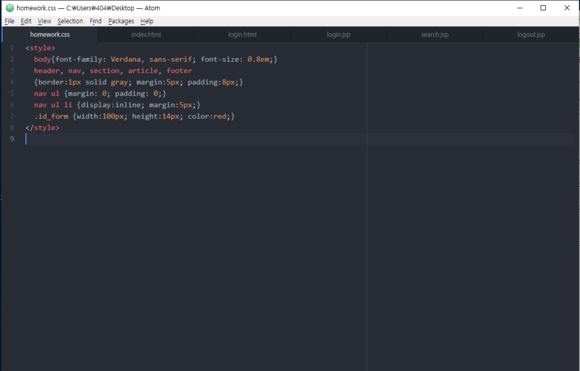 homework.css — C:₩Users₩404₩Desktop — Atom
File Edit View Selection Find Packages Help
homework.css index.html login.html login.jsp search.jsp logout.jsp
1 <style>
2 body{font-family: Verdana, sans-serif; font-size: 0.8em;}
3 header, nav, section, article, footer
4 {border:1px solid gray; margin:5px; padding:8px;}
5 nav ul {margin: 0; padding: 0;}
6 nav ul li {display:inline; margin:5px;}
7 .id_form {width:100px; height:14px; color:red;}
8 </style>
9